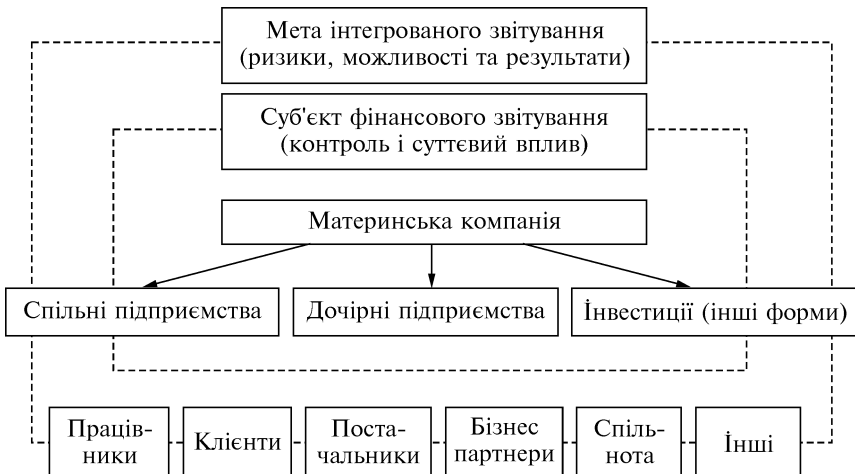 Мета інтегрованого звітування
(ризики, можливості та результати)
Суб'єкт фінансового звітування
(контроль і суттєвий вплив)
Материнська компанія
Спільні підприємства
Дочірні підприємства
Інвестиції (інші форми)
Праців-
ники
Клієнти
Поста-
чальники
Бізнес
партнери
Спіль-
нота
Інші